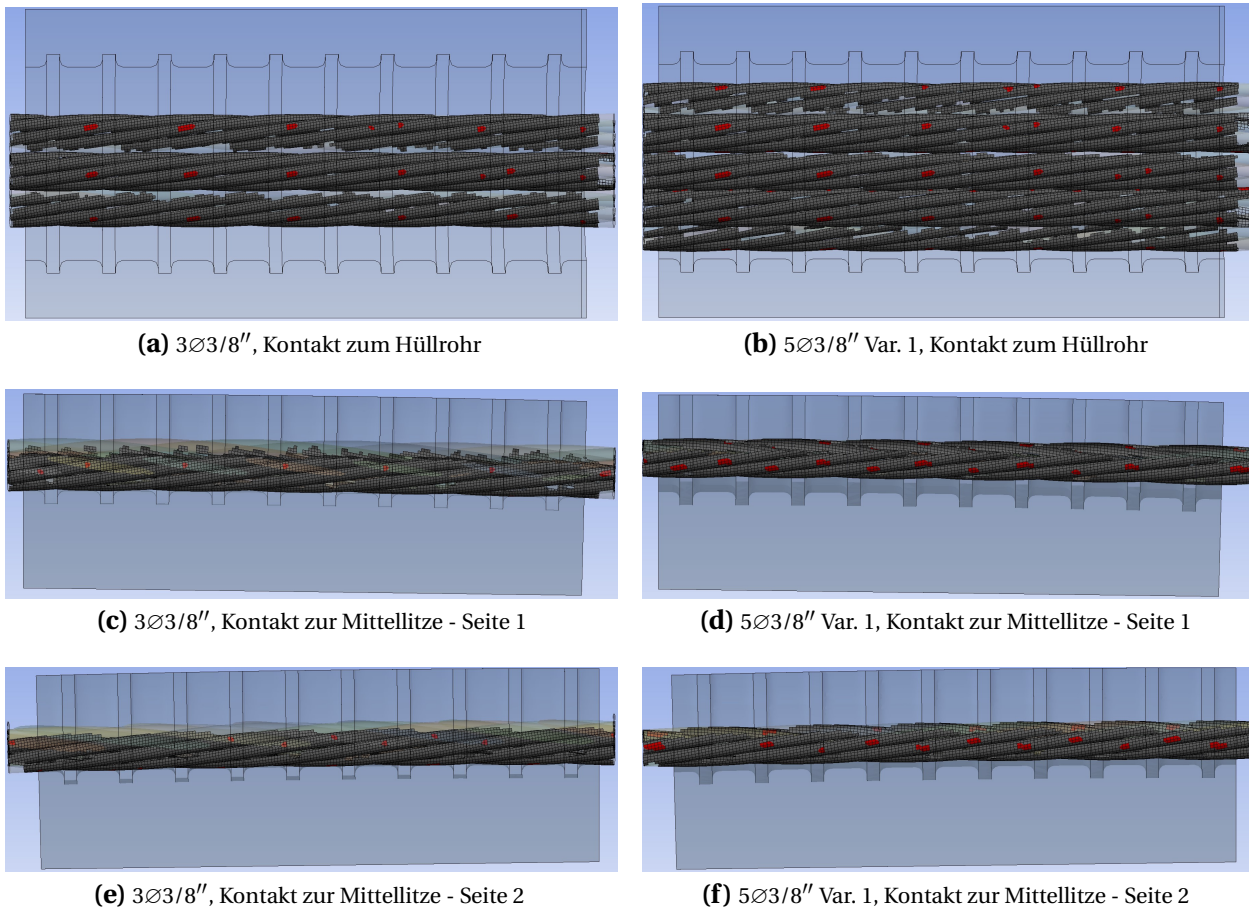 (a) 3∅3/8″, Kontakt zum Hüllrohr
(b) 5∅3/8″ Var. 1, Kontakt zum Hüllrohr
(c) 3∅3/8″, Kontakt zur Mittellitze - Seite 1
(d) 5∅3/8″ Var. 1, Kontakt zur Mittellitze - Seite 1
(e) 3∅3/8″, Kontakt zur Mittellitze - Seite 2
(f) 5∅3/8″ Var. 1, Kontakt zur Mittellitze - Seite 2